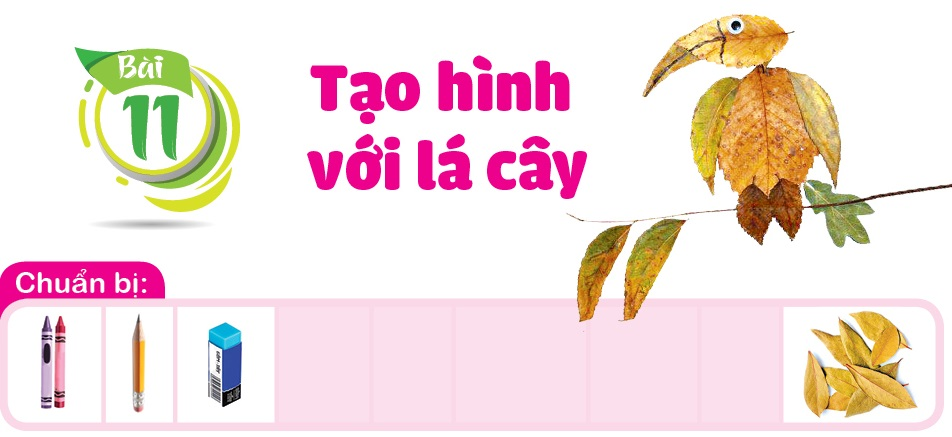 Bài
11
Tạo hình
với lá cây
Chuẩn bị: